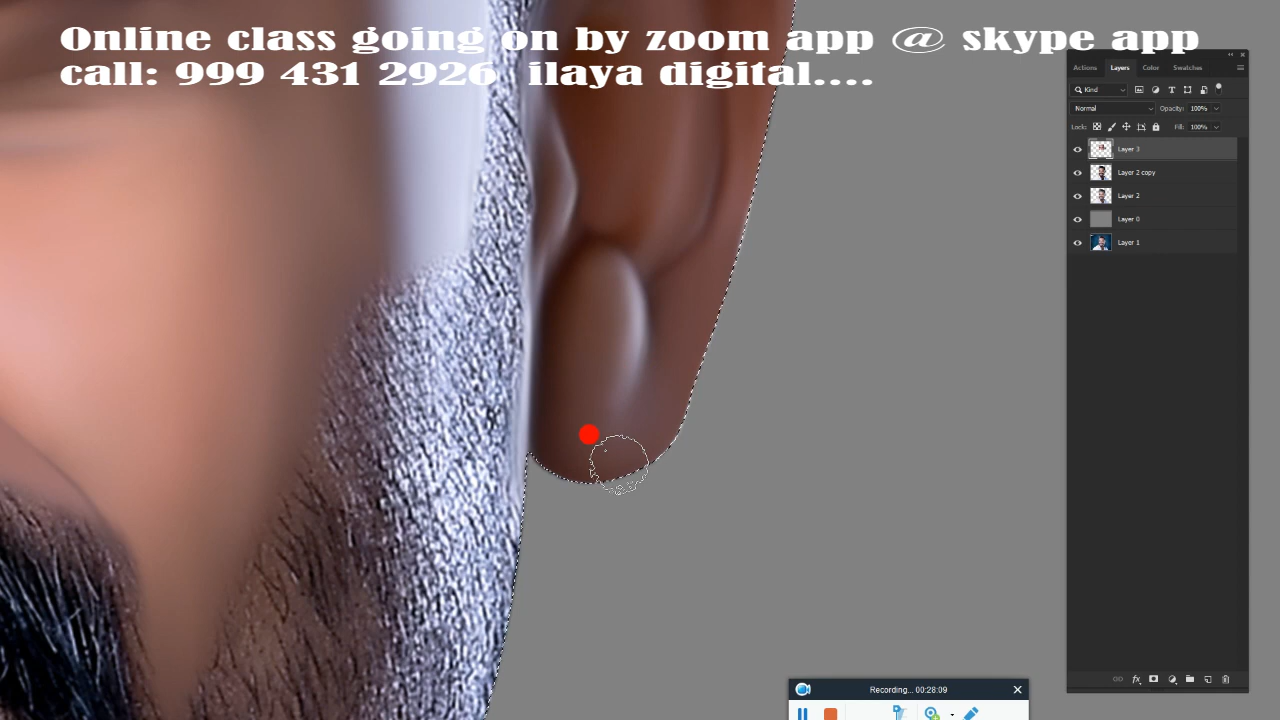 Online class going on by zoom app @ skype app
call: 999 431 2926 ilaya digital....
Actions Layers Color Swatches
Kind
Normal Opacity: 100%
Lock: Fill: 100%
Layer 3
Layer 2 copy
Layer 2
Layer 0
Layer 1
fx
Recording... 00:28:09